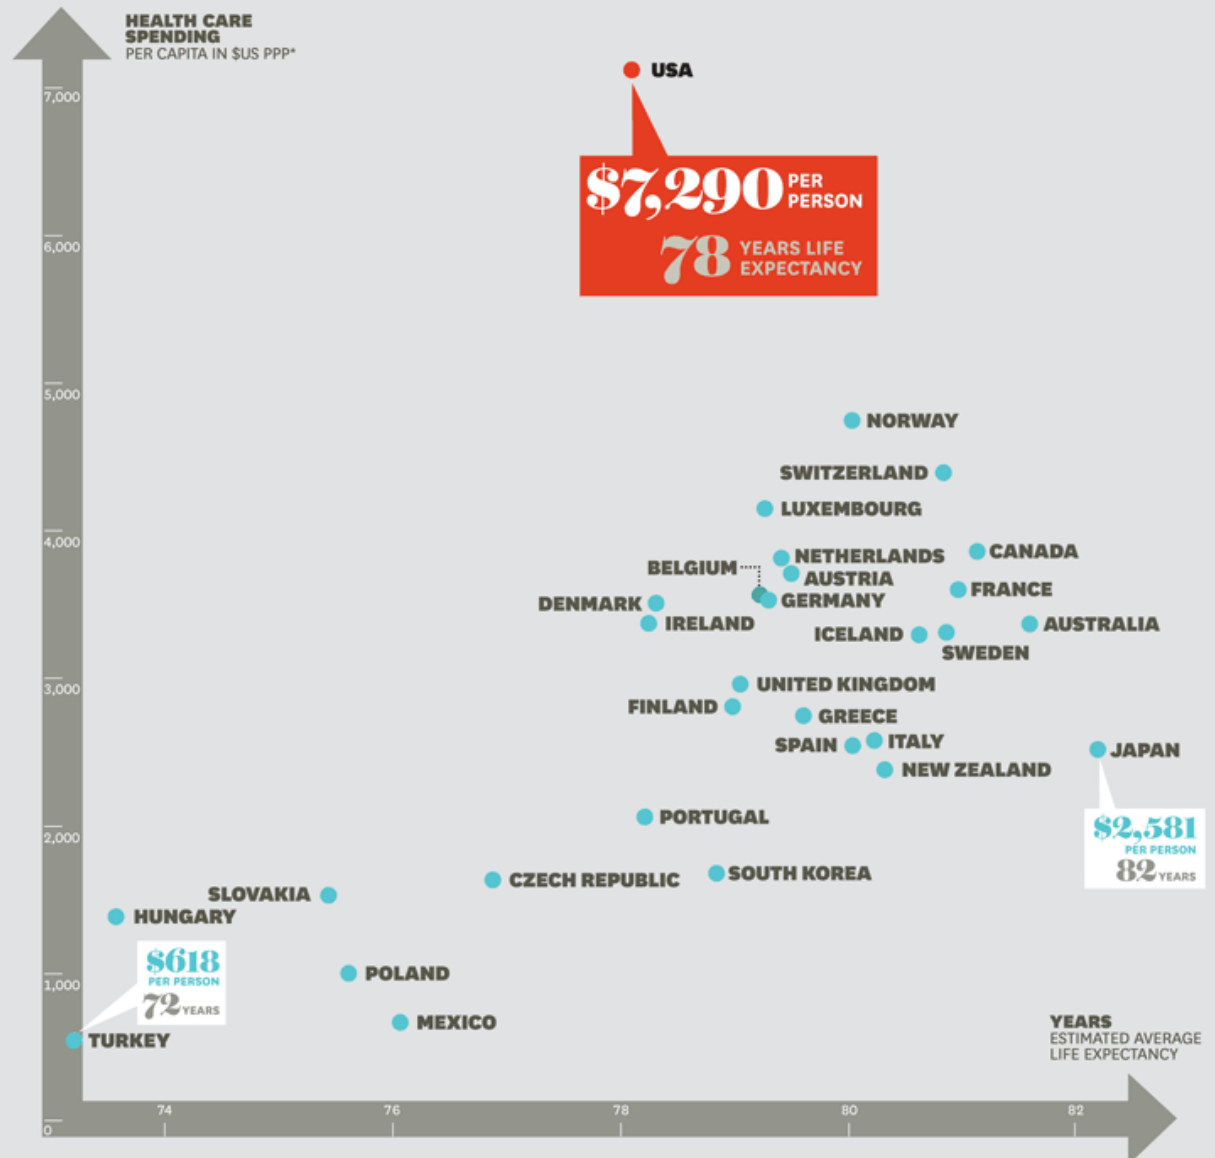 HEALTH CARE
SPENDING
PER CAPITA IN $US PPP*
7,000
USA
$7,290 PER PERSON
78 YEARS LIFE EXPECTANCY
6,000
5,000
NORWAY
SWITZERLAND
LUXEMBOURG
4,000
NETHERLANDS
CANADA
BELGIUM
AUSTRIA
FRANCE
GERMANY
DENMARK
IRELAND
AUSTRALIA
ICELAND
SWEDEN
3,000
UNITED KINGDOM
FINLAND
GREECE
SPAIN
ITALY
JAPAN
NEW ZEALAND
$2,581
PER PERSON
82 YEARS
PORTUGAL
2,000
SOUTH KOREA
CZECH REPUBLIC
SLOVAKIA
HUNGARY
$618
PER PERSON
72 YEARS
POLAND
1,000
MEXICO
TURKEY
YEARS
ESTIMATED AVERAGE
LIFE EXPECTANCY
74 76 78 80 82
0